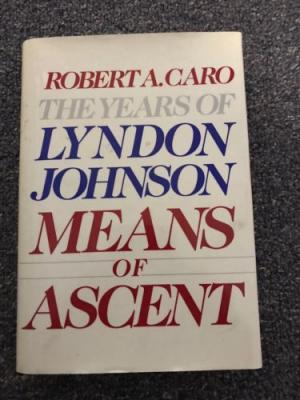 ROBERT A. CARO
THE YEARS OF
LYNDON
JOHNSON
MEANS
OF
ASCENT